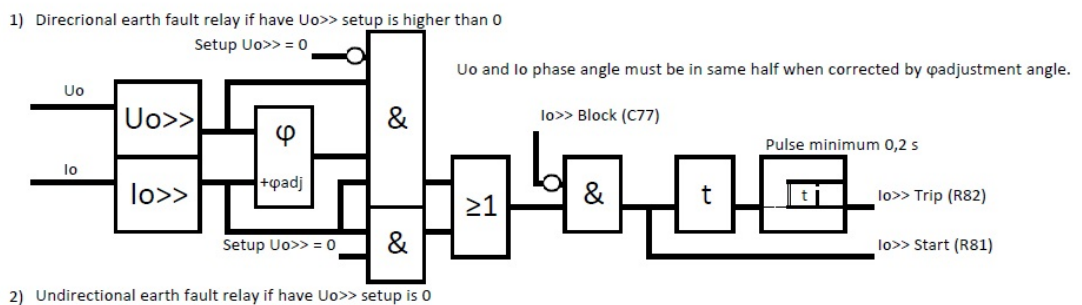 1) Direcrional earth fault relay if have Uo>> setup is higher than 0
Setup Uo>> = 0
Uo and Io phase angle must be in same half when corrected by φadjustment angle.
Uo
Uo>>
φ
&
Io>> Block (C77)
Pulse minimum 0,2 s
Io
Io>>
+φadj
≥1
&
t
t
Io>> Trip (R82)
Setup Uo>> = 0
&
Io>> Start (R81)
2) Undirectional earth fault relay if have Uo>> setup is 0